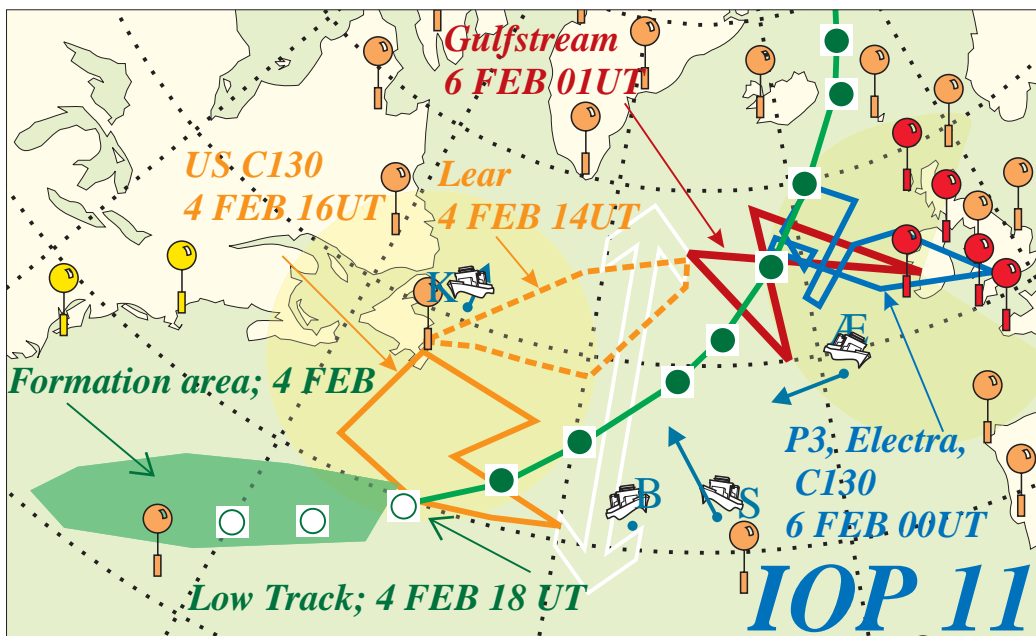 Gulfstream
6 FEB 01UT
US C130
4 FEB 16UT
Lear
4 FEB 14UT
K
Æ
Formation area; 4 FEB
P3, Electra,
C130
6 FEB 00UT
B
S
Low Track; 4 FEB 18 UT
IOP 11